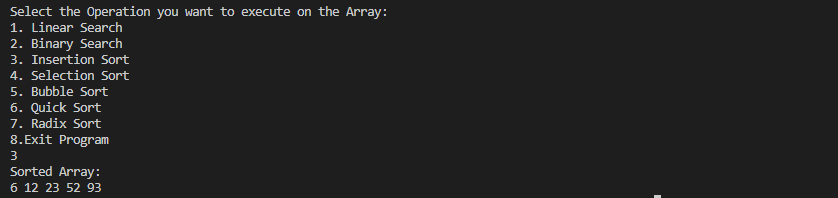 Select the Operation you want to execute on the Array:
1. Linear Search
2. Binary Search
3. Insertion Sort
4. Selection Sort
5. Bubble Sort
6. Quick Sort
7. Radix Sort
8.Exit Program
3
Sorted Array:
6 12 23 52 93